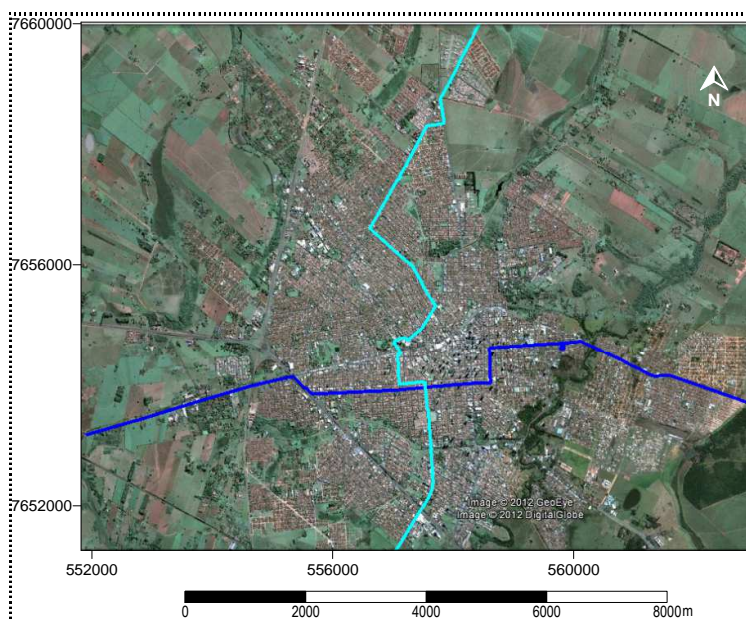 7660000
N
7656000
7652000
Image © 2012 GeoEye
Image © 2012 DigitalGlobe
552000 556000 560000
0 2000 4000 6000 8000m